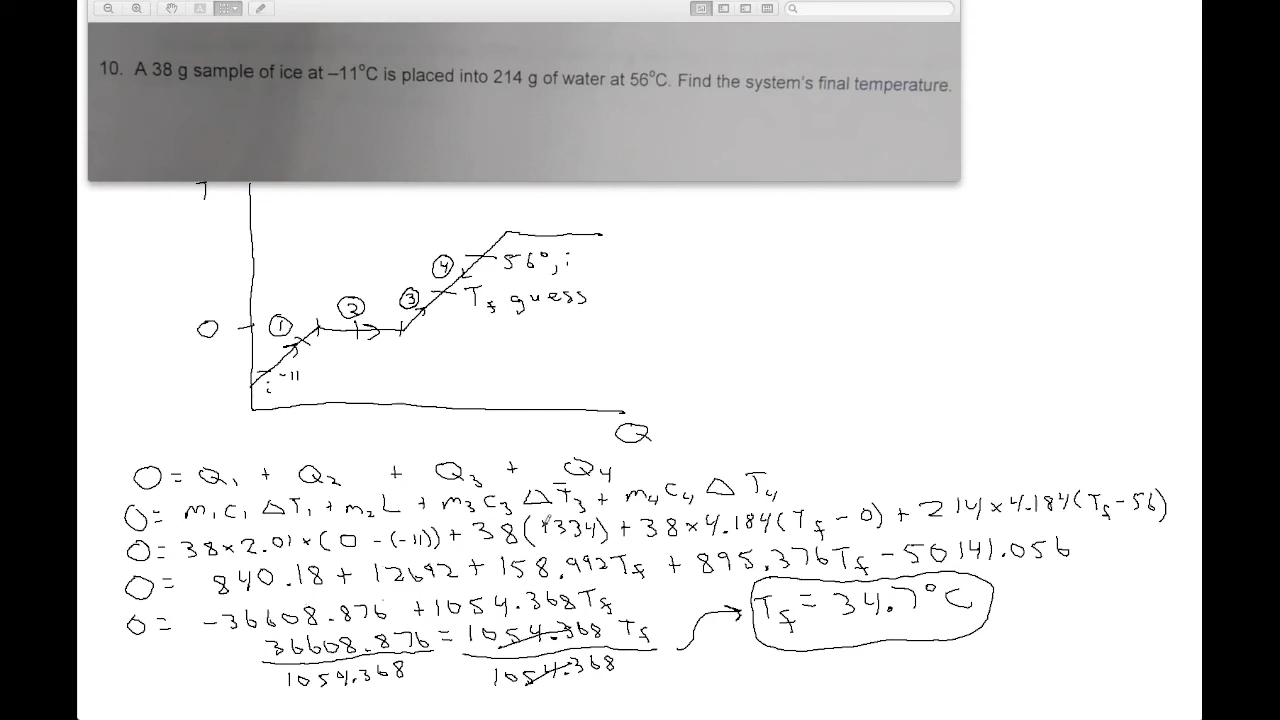 10. A 38 g sample of ice at –11°C is placed into 214 g of water at 56°C. Find the system's final temperature.
T
④ 56°, i
③ T_f guess
②
0 ①
-11
i
Q
0 = Q₁ + Q₂ + Q₃ + Q₄
0 = m₁c₁ΔT₁ + m₂L + m₃c₃ΔT₃ + m₄c₄ΔT₄
0 = 38×2.01×(0-(-11)) + 38(+334) + 38×4.184(T_f - 0) + 214×4.184(T_f - 56)
0 = 840.18 + 12692 + 158.992T_f + 895.376T_f - 50141.056
0 = -36608.876 + 1054.368T_f
36608.876 = 1054.368 T_f
1054.368 1054.368
T_f = 34.7°C